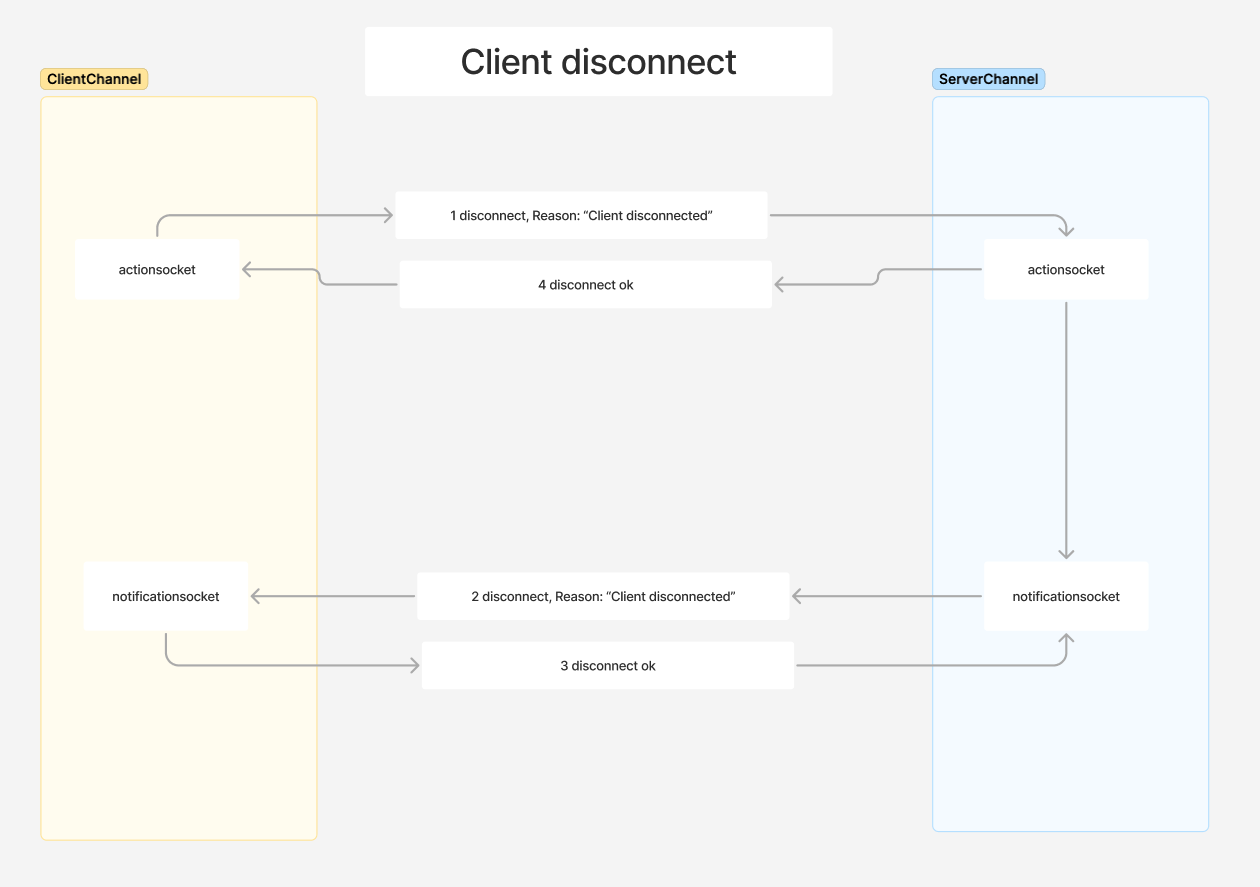 Client disconnect
ClientChannel
ServerChannel
1 disconnect, Reason: “Client disconnected”
actionsocket
actionsocket
4 disconnect ok
notificationsocket
2 disconnect, Reason: “Client disconnected”
notificationsocket
3 disconnect ok